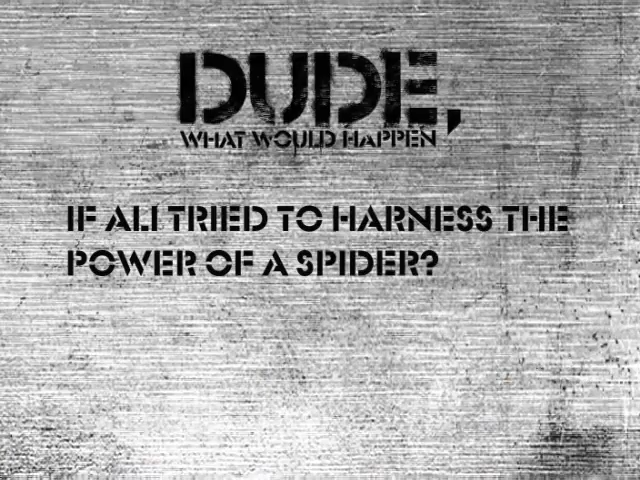 DUDE,
WHAT WOULD HAPPEN
IF ALI TRIED TO HARNESS THE
POWER OF A SPIDER?